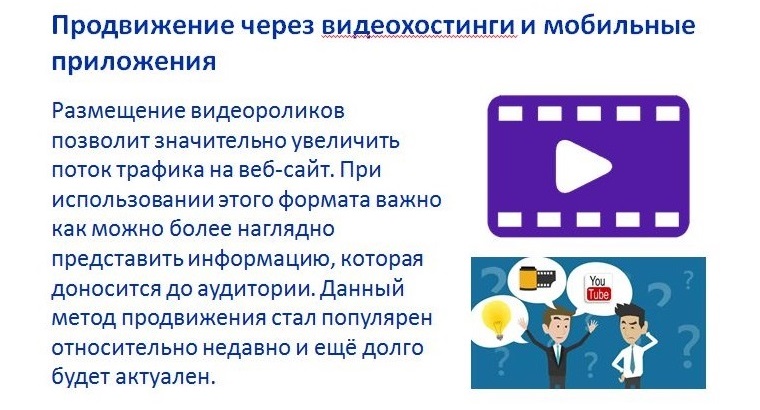 Продвижение через видеохостинги и мобильные
приложения
Размещение видеороликов
позволит значительно увеличить
поток трафика на веб-сайт. При
использовании этого формата важно
как можно более наглядно
представить информацию, которая
доносится до аудитории. Данный
метод продвижения стал популярен
относительно недавно и ещё долго
будет актуален.
You
Tube
? ? ? ? ?